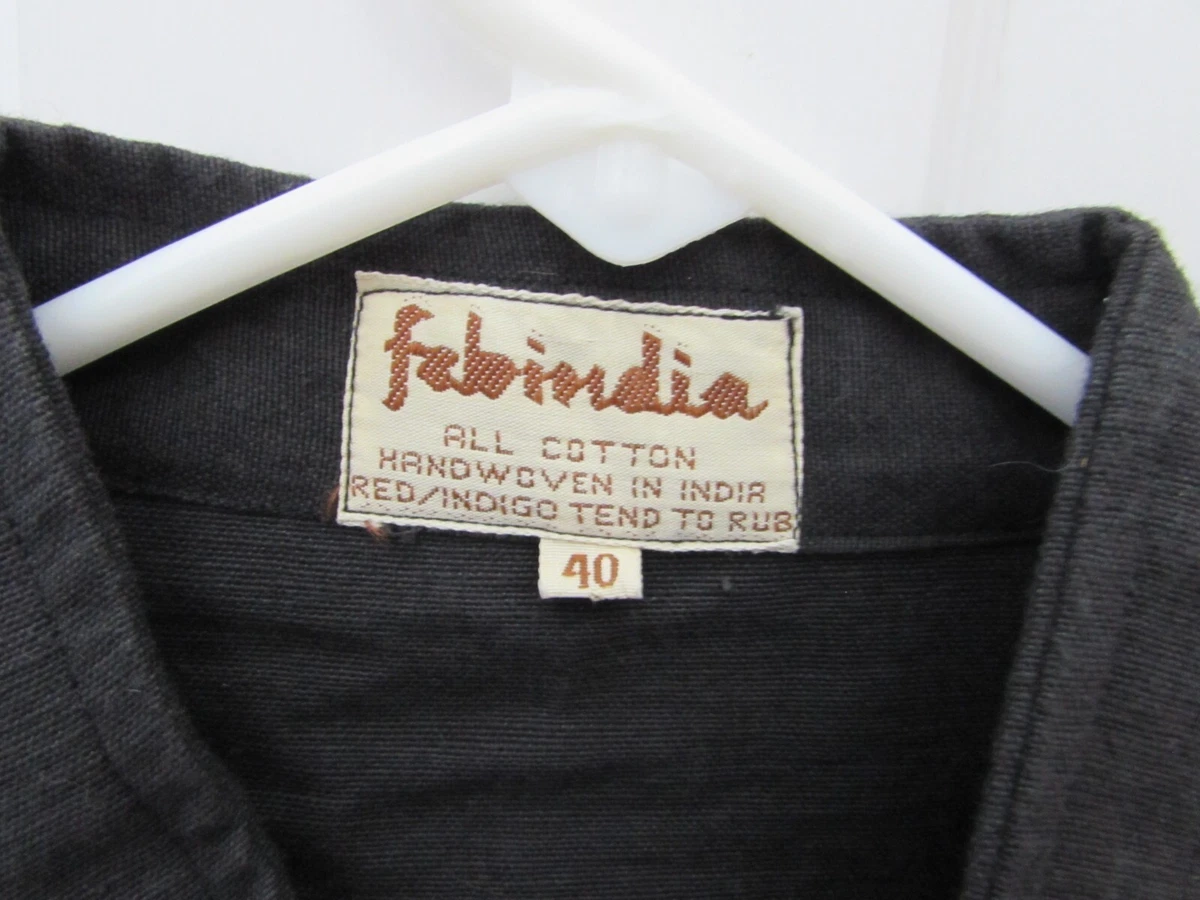 fabindia
ALL COTTON
HANDWOVEN IN INDIA
RED/INDIGO TEND TO RUB
40